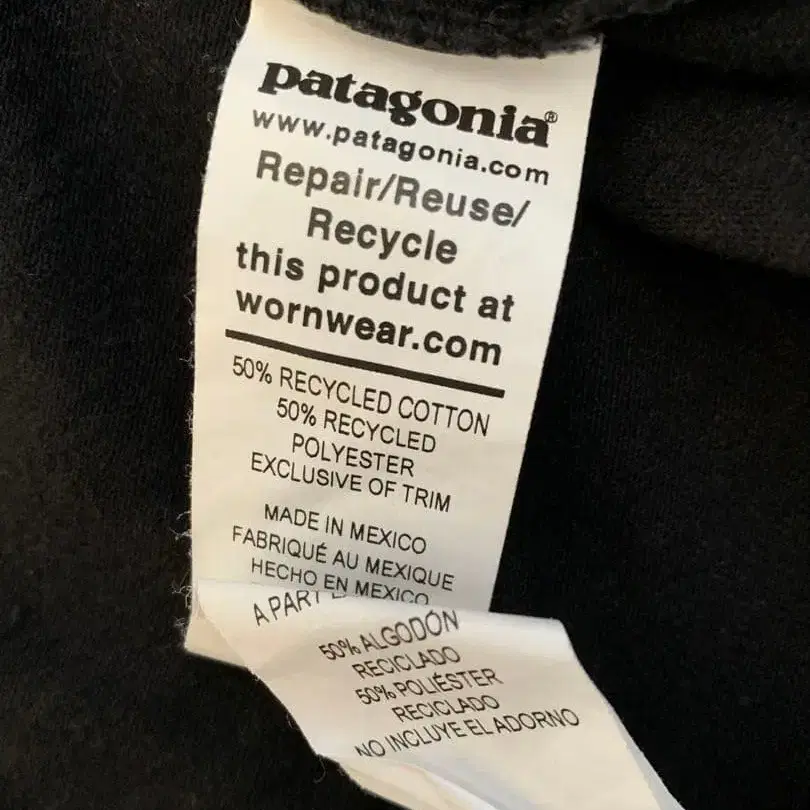 patagonia®
www.patagonia.com
Repair/Reuse/
Recycle
this product at
wornwear.com
50% RECYCLED COTTON
50% RECYCLED
POLYESTER
EXCLUSIVE OF TRIM
MADE IN MEXICO
FABRIQUÉ AU MEXIQUE
HECHO EN MEXICO
A
50% ALGODÓN
RECICLADO
50% POLIÉSTER
RECICLADO
NO INCLUYE EL ADORNO